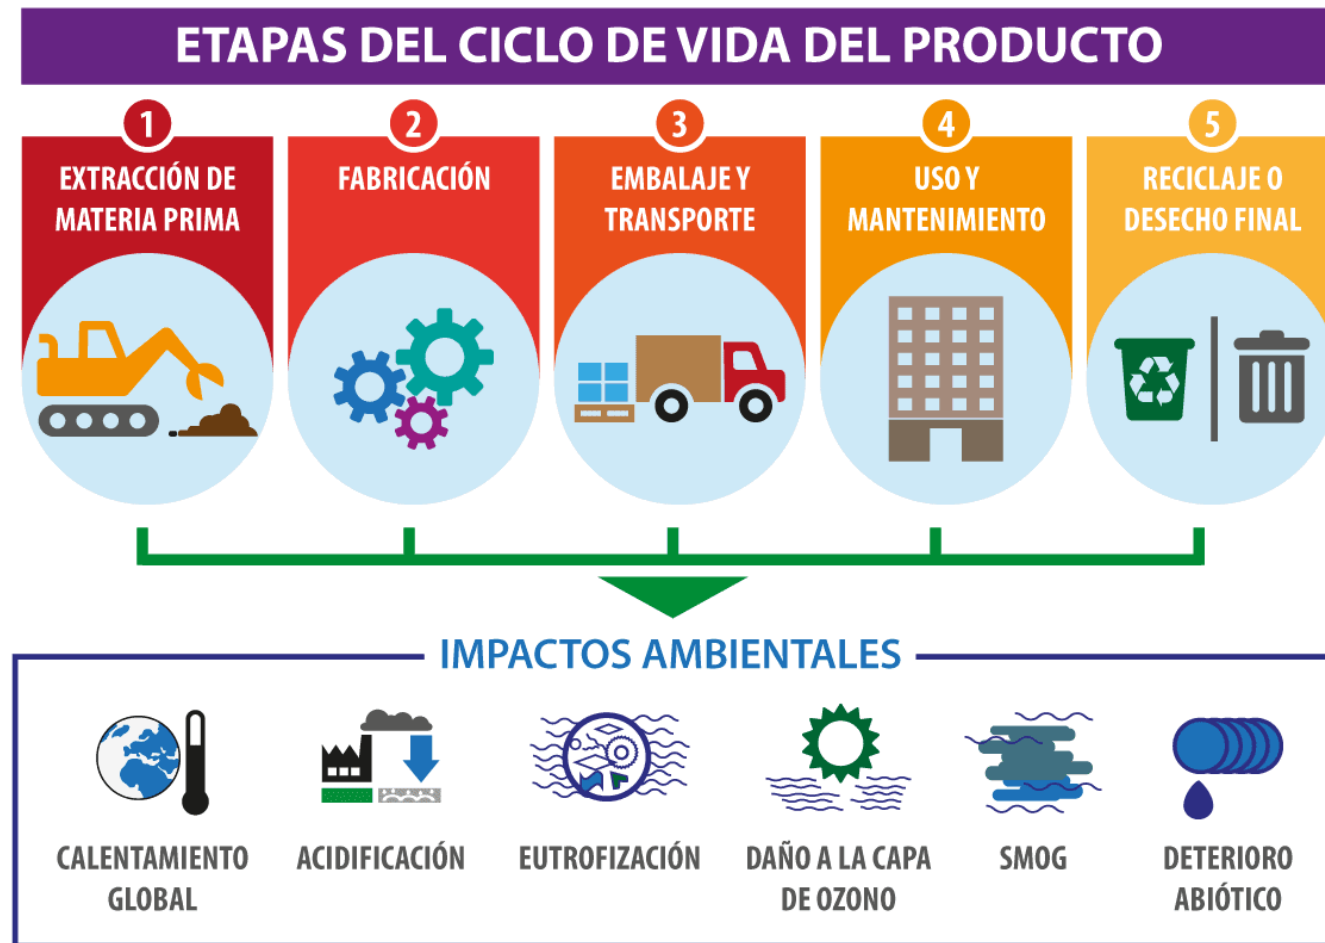 ETAPAS DEL CICLO DE VIDA DEL PRODUCTO
1
EXTRACCIÓN DE
MATERIA PRIMA
2
FABRICACIÓN
3
EMBALAJE Y
TRANSPORTE
4
USO Y
MANTENIMIENTO
5
RECICLAJE O
DESECHO FINAL
IMPACTOS AMBIENTALES
CALENTAMIENTO
GLOBAL
ACIDIFICACIÓN
EUTROFIZACIÓN
DAÑO A LA CAPA
DE OZONO
SMOG
DETERIORO
ABIÓTICO